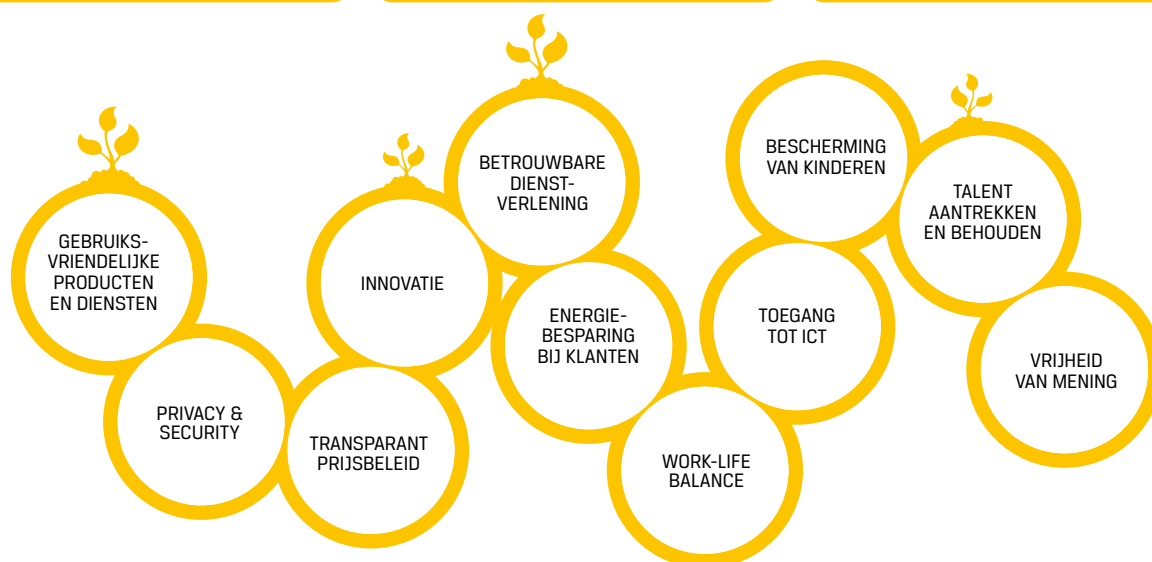 GEBRUIKS-
VRIENDELIJKE
PRODUCTEN
EN DIENSTEN
PRIVACY &
SECURITY
TRANSPARANT
PRIJSBELEID
INNOVATIE
BETROUWBARE
DIENST-
VERLENING
ENERGIE-
BESPARING
BIJ KLANTEN
WORK-LIFE
BALANCE
TOEGANG
TOT ICT
BESCHERMING
VAN KINDEREN
TALENT
AANTREKKEN
EN BEHOUDEN
VRIJHEID
VAN MENING